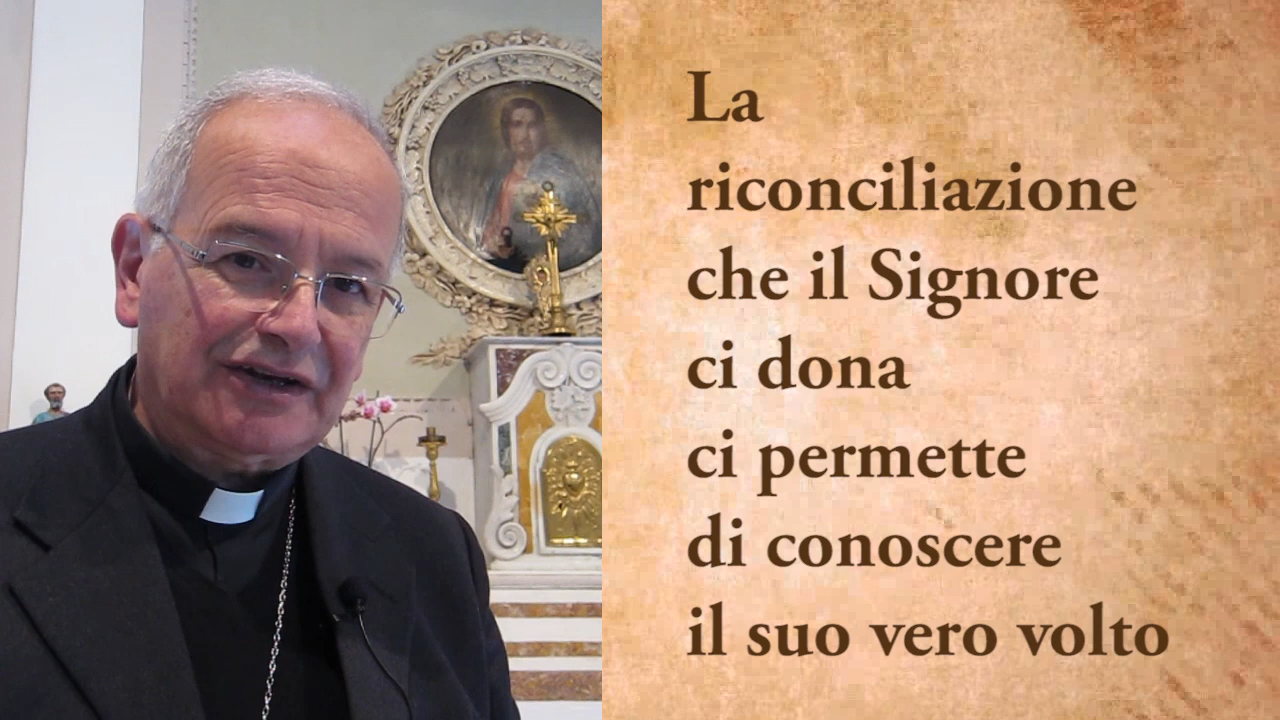 La
riconciliazione
che il Signore
ci dona
ci permette
di conoscere
il suo vero volto